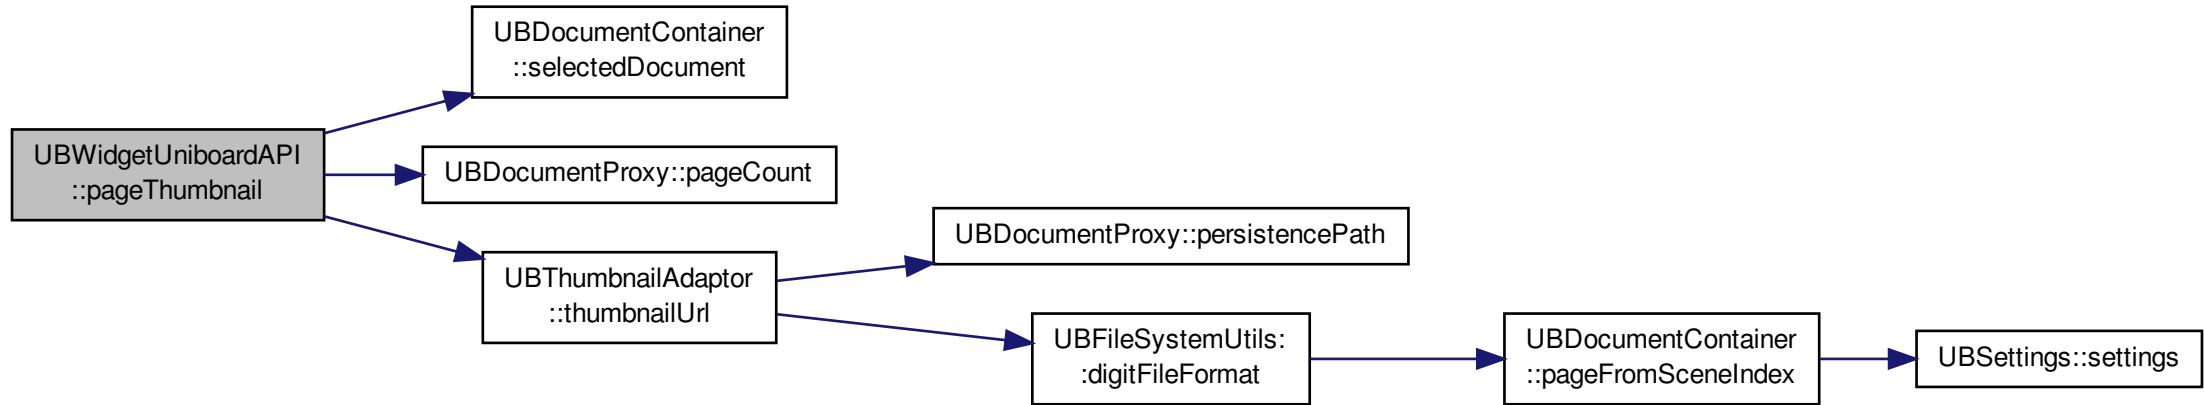 UBWidgetUniboardAPI
::pageThumbnail
UBDocumentContainer
::selectedDocument
UBDocumentProxy::pageCount
UBThumbnailAdaptor
::thumbnailUrl
UBDocumentProxy::persistencePath
UBFileSystemUtils:
:digitFileFormat
UBDocumentContainer
::pageFromSceneIndex
UBSettings::settings